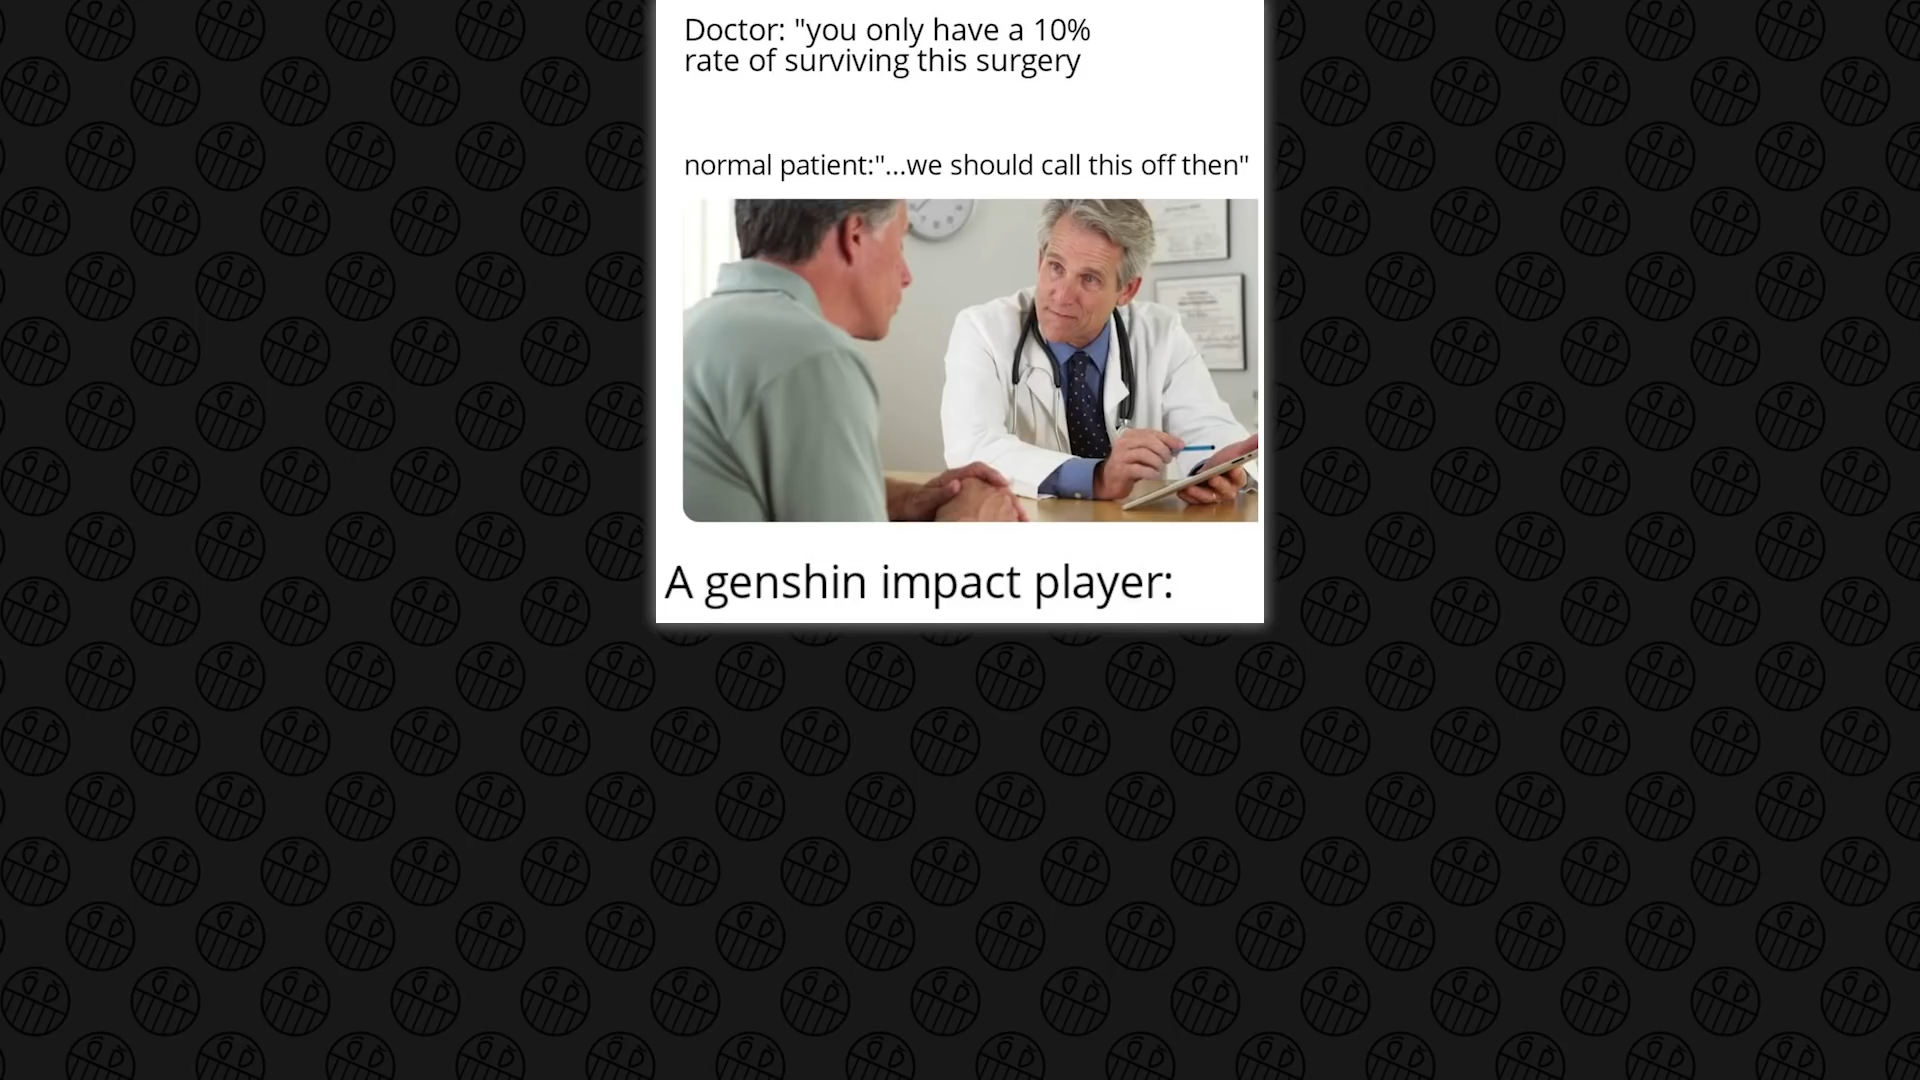 Doctor: "you only have a 10%
rate of surviving this surgery
normal patient:"...we should call this off then"
A genshin impact player: